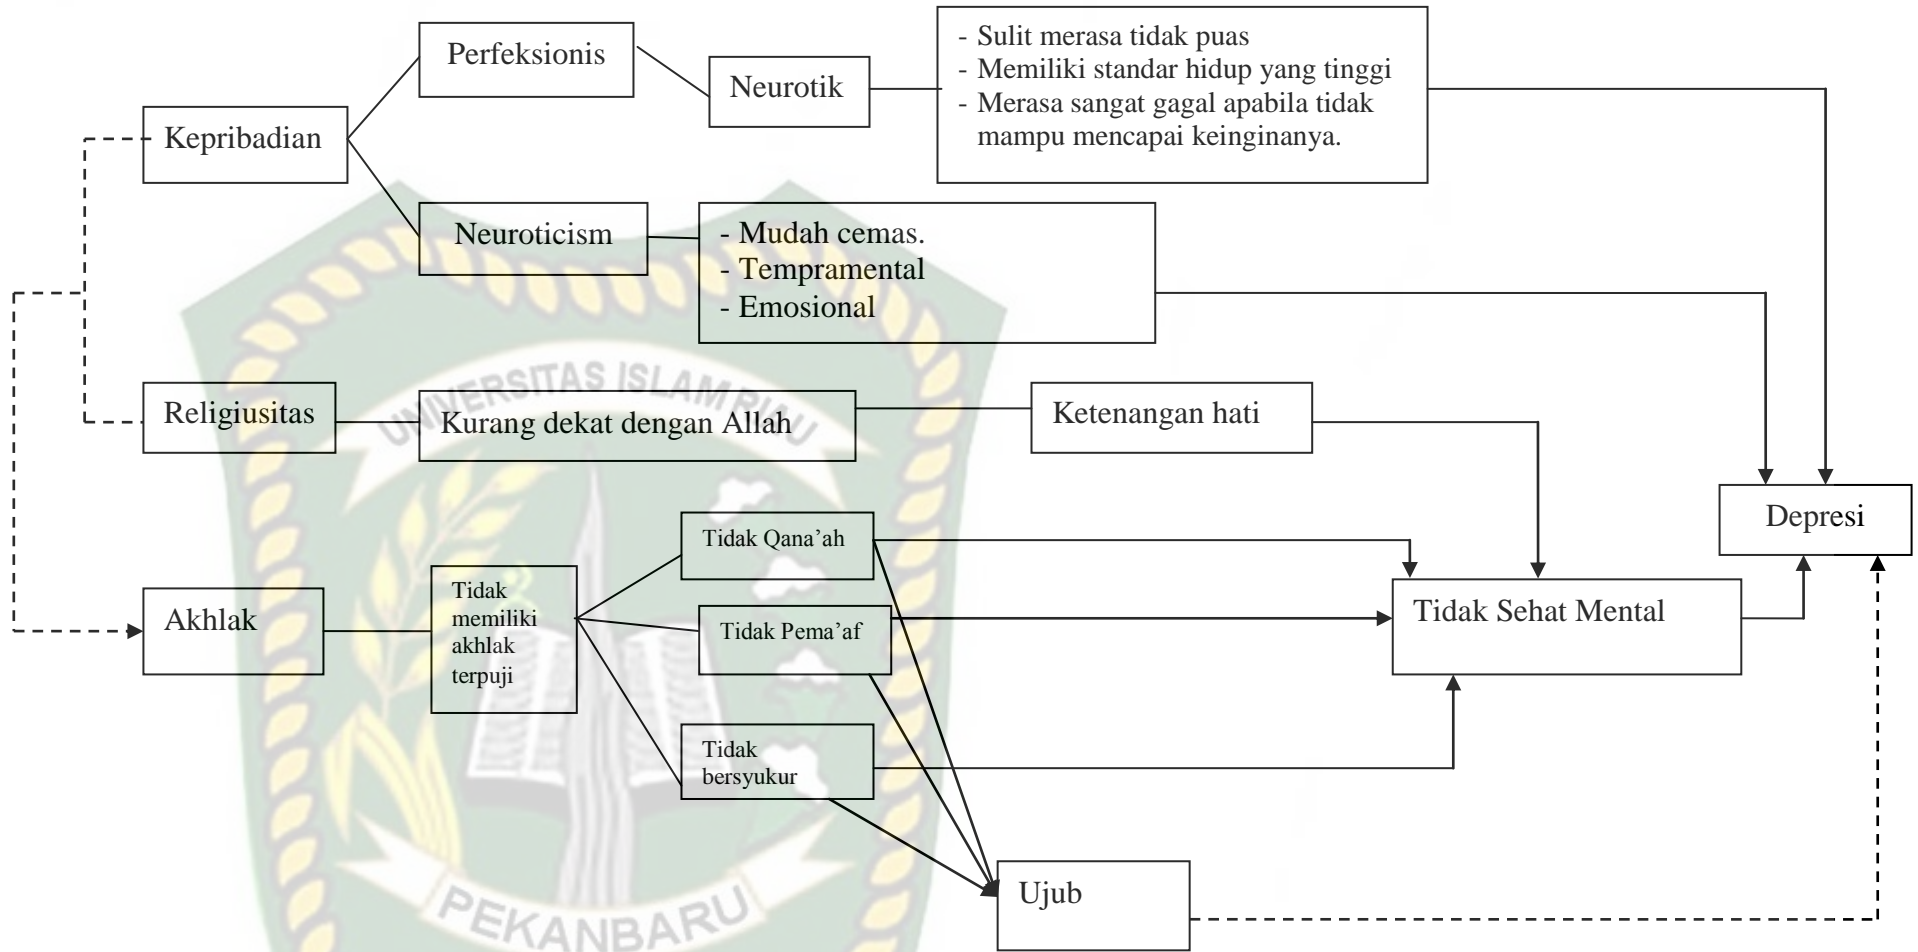 Perfeksionis
Neurotik
- Sulit merasa tidak puas
- Memiliki standar hidup yang tinggi
- Merasa sangat gagal apabila tidak
mampu mencapai keinginanya.
Kepribadian
Neuroticism
- Mudah cemas.
- Tempramental
- Emosional
UNIVERSITAS ISLAM RIAU
Religiusitas
Kurang dekat dengan Allah
Ketenangan hati
Depresi
Tidak Qana’ah
Akhlak
Tidak
memiliki
akhlak
terpuji
Tidak Pema’af
Tidak Sehat Mental
Tidak
bersyukur
Ujub
PEKANBARU